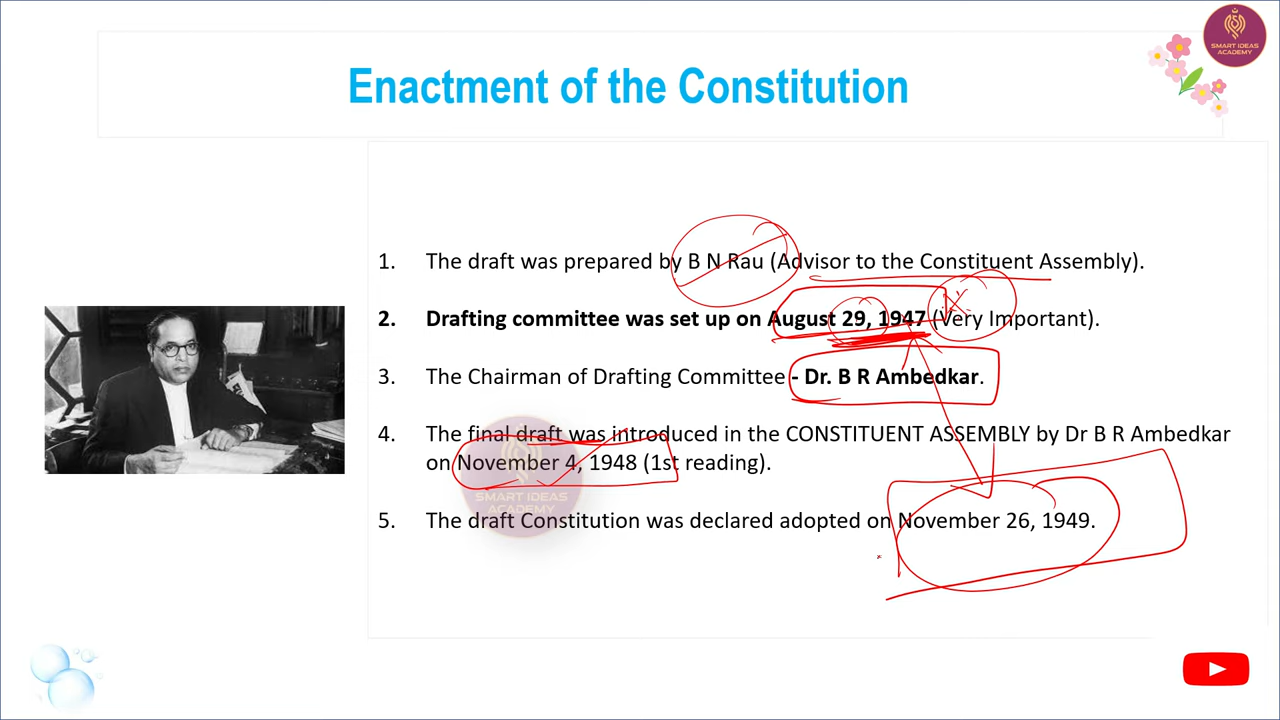 SMART IDEAS
ACADEMY
Enactment of the Constitution
1. The draft was prepared by B N Rau (Advisor to the Constituent Assembly).
2. Drafting committee was set up on August 29, 1947 (Very Important).
3. The Chairman of Drafting Committee - Dr. B R Ambedkar.
4. The final draft was introduced in the CONSTITUENT ASSEMBLY by Dr B R Ambedkar
on November 4, 1948 (1st reading).
SMART IDEAS
ACADEMY
5. The draft Constitution was declared adopted on November 26, 1949.